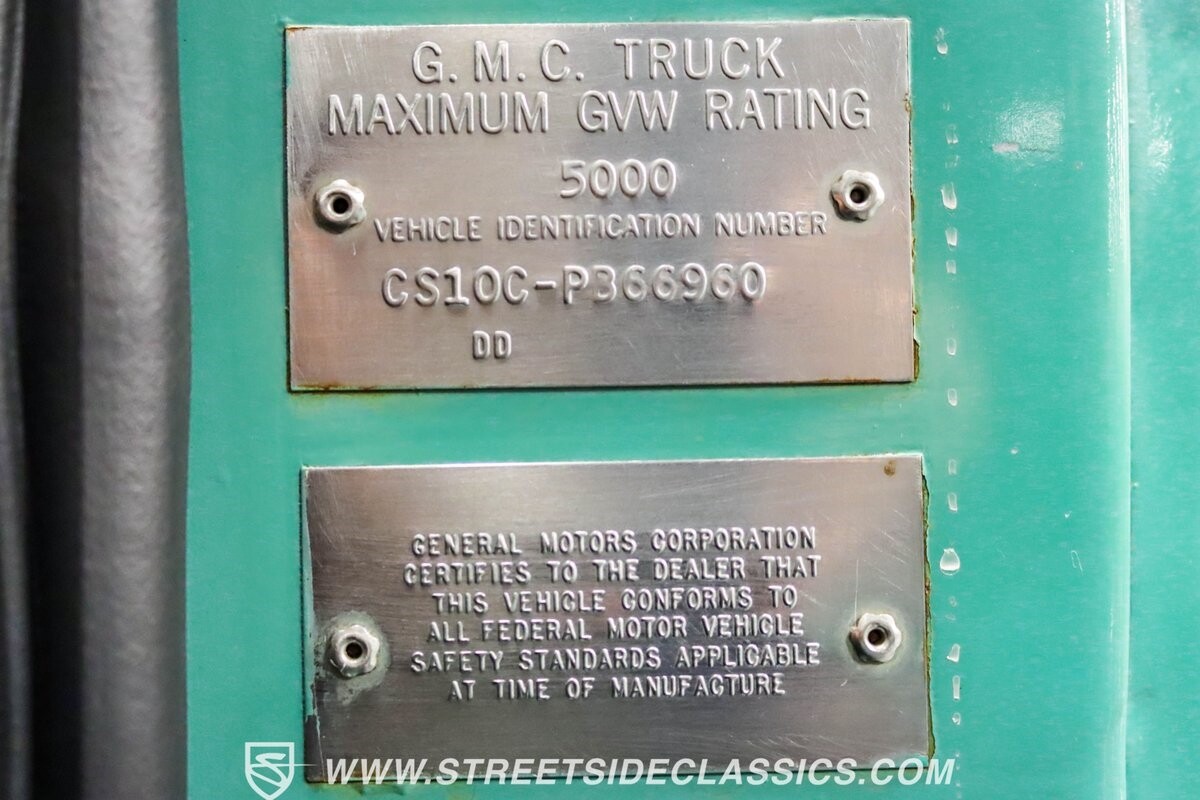 G. M. C. TRUCK
MAXIMUM GVW RATING
5000
VEHICLE IDENTIFICATION NUMBER
CS10C-P366960
DD
GENERAL MOTORS CORPORATION
CERTIFIES TO THE DEALER THAT
THIS VEHICLE CONFORMS TO
ALL FEDERAL MOTOR VEHICLE
SAFETY STANDARDS APPLICABLE
AT TIME OF MANUFACTURE
WWW.STREETSIDECLASSICS.COM